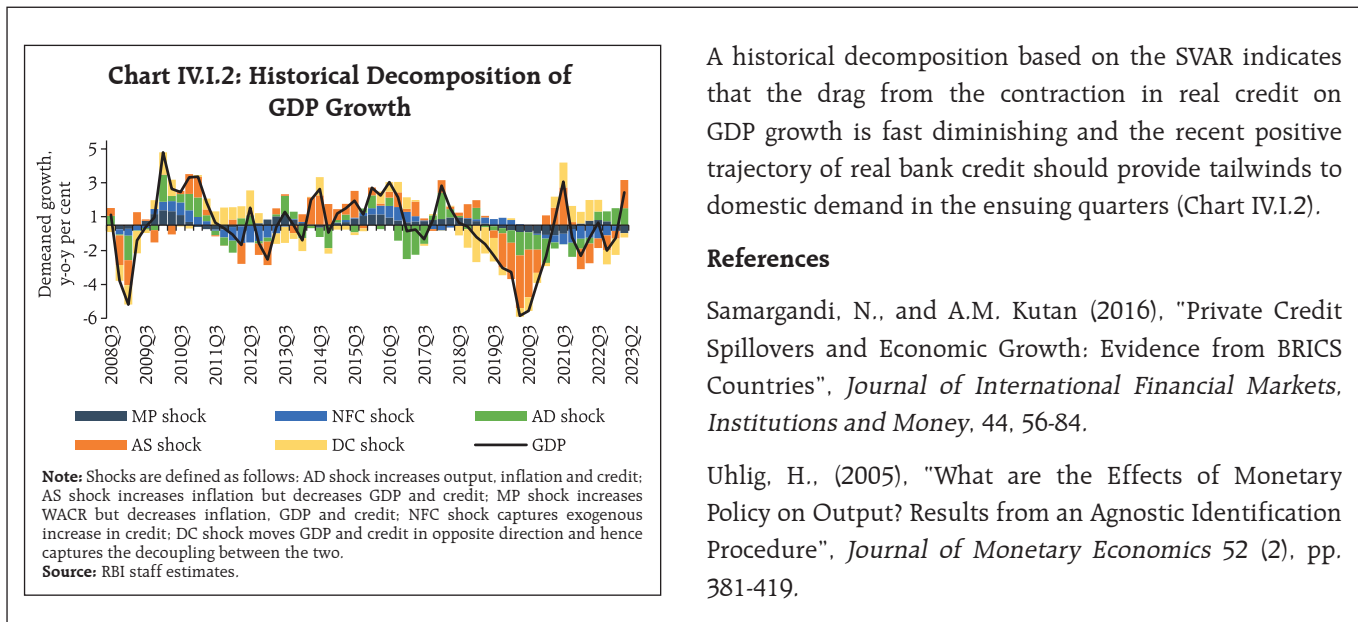 Chart IV.I.2: Historical Decomposition of
GDP Growth
Demeaned growth,
y-o-y per cent
5
3
1
-2
-4
-6
2008Q3
2009Q3
2010Q3
2011Q3
2012Q3
2013Q3
2014Q3
2015Q3
2016Q3
2017Q3
2018Q3
2019Q3
2020Q3
2021Q3
2022Q3
2023Q2
MP shock
NFC shock
AD shock
AS shock
DC shock
GDP
Note: Shocks are defined as follows: AD shock increases output, inflation and credit;
AS shock increases inflation but decreases GDP and credit; MP shock increases
WACR but decreases inflation, GDP and credit; NFC shock captures exogenous
increase in credit; DC shock moves GDP and credit in opposite direction and hence
captures the decoupling between the two.
Source: RBI staff estimates.
A historical decomposition based on the SVAR indicates
that the drag from the contraction in real credit on
GDP growth is fast diminishing and the recent positive
trajectory of real bank credit should provide tailwinds to
domestic demand in the ensuing quarters (Chart IV.I.2).
References
Samargandi, N., and A.M. Kutan (2016), "Private Credit
Spillovers and Economic Growth: Evidence from BRICS
Countries", Journal of International Financial Markets,
Institutions and Money, 44, 56-84.
Uhlig, H., (2005), "What are the Effects of Monetary
Policy on Output? Results from an Agnostic Identification
Procedure", Journal of Monetary Economics 52 (2), pp.
381-419.